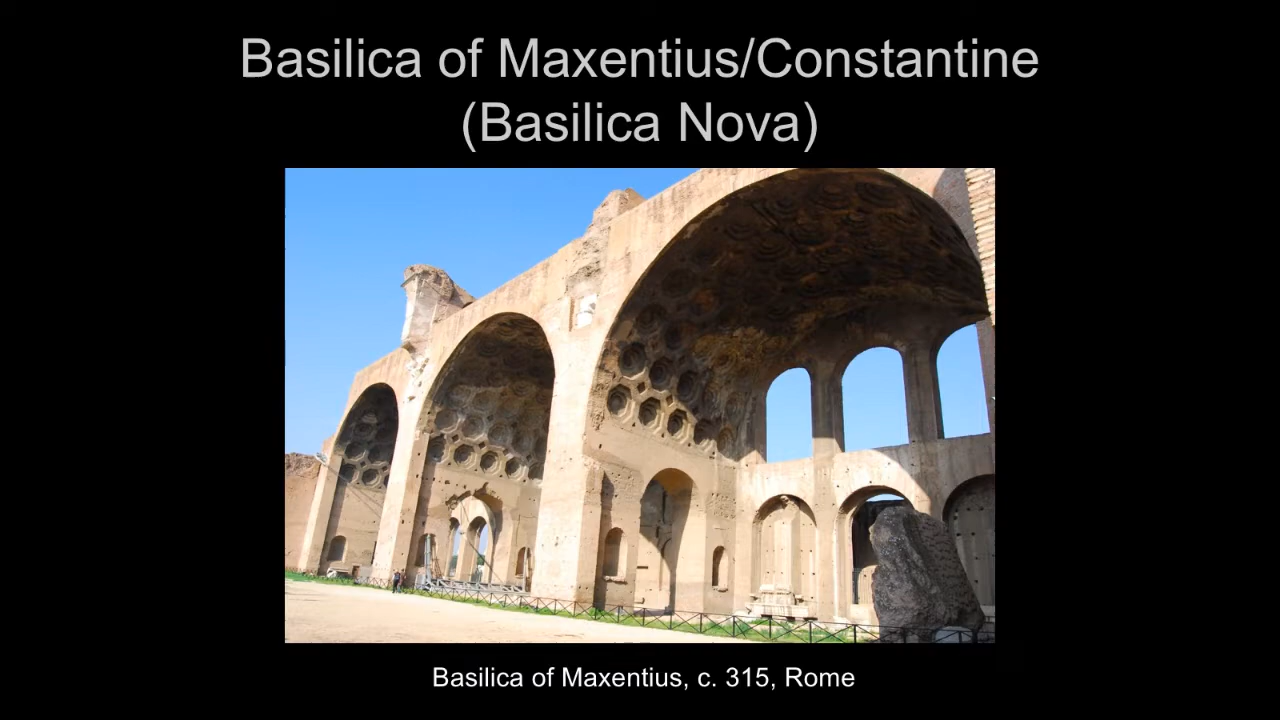 Basilica of Maxentius/Constantine
(Basilica Nova)
Basilica of Maxentius, c. 315, Rome